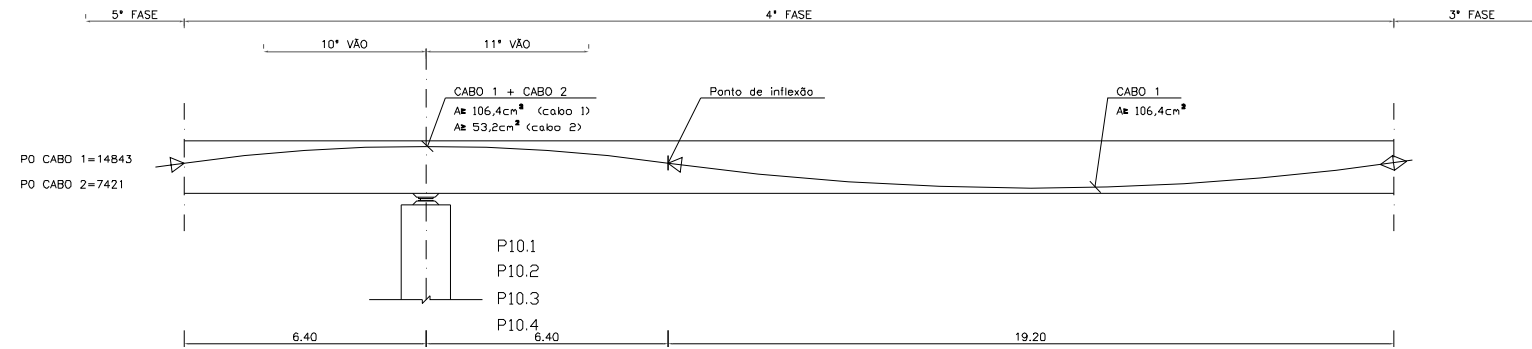 5ª FASE
4ª FASE
3ª FASE
10° VÃO
11° VÃO
CABO 1 + CABO 2
A= 106,4cm² (cabo 1)
A= 53,2cm² (cabo 2)
Ponto de inflexão
CABO 1
A= 106,4cm²
P0 CABO 1=14843
P0 CABO 2=7421
P10.1
P10.2
P10.3
P10.4
6.40
6.40
19.20